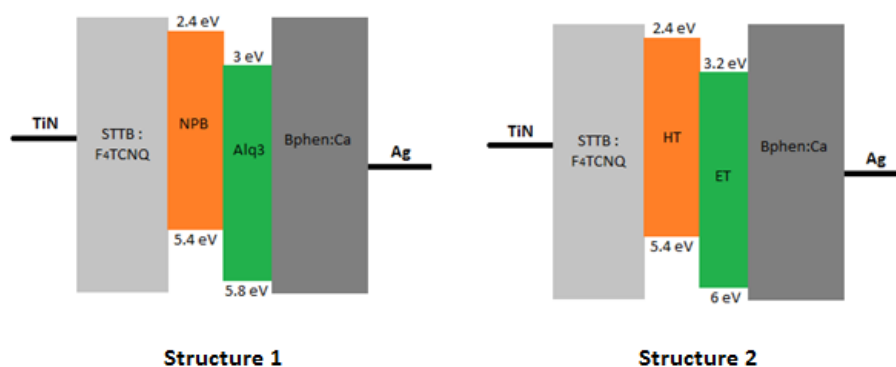 2.4 eV
3 eV
TiN
STTB :
F4TCNQ
NPB
Alq3
Bphen:Ca
Ag
5.4 eV
5.8 eV
Structure 1
2.4 eV
3.2 eV
TiN
STTB :
F4TCNQ
HT
ET
Bphen:Ca
Ag
5.4 eV
6 eV
Structure 2